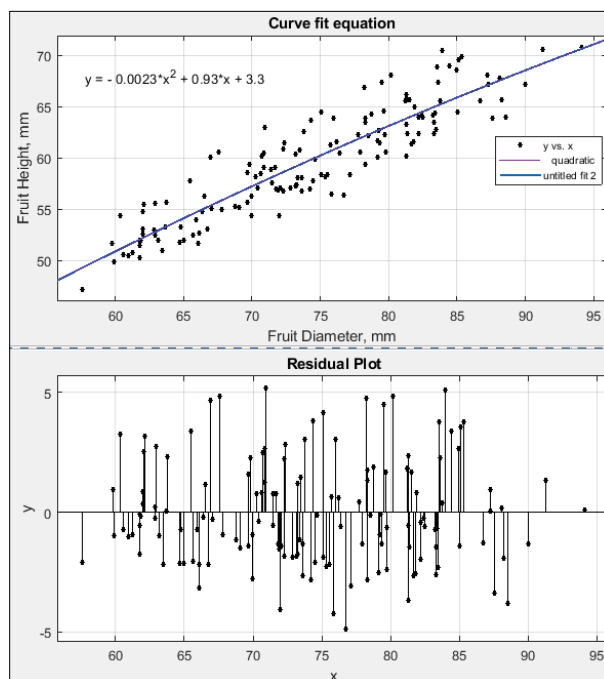 Curve fit equation
y = - 0.0023*x² + 0.93*x + 3.3
Fruit Height, mm
70
65
60
55
50
y vs. x
quadratic
untitled fit 2
60 65 70 75 80 85 90 95
Fruit Diameter, mm
Residual Plot
y
5
0
-5
60 65 70 75 80 85 90 95
x